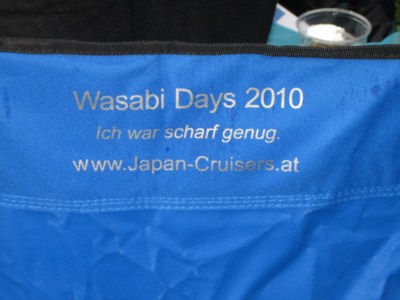 Wasabi Days 2010
Ich war scharf genug.
www.Japan-Cruisers.at